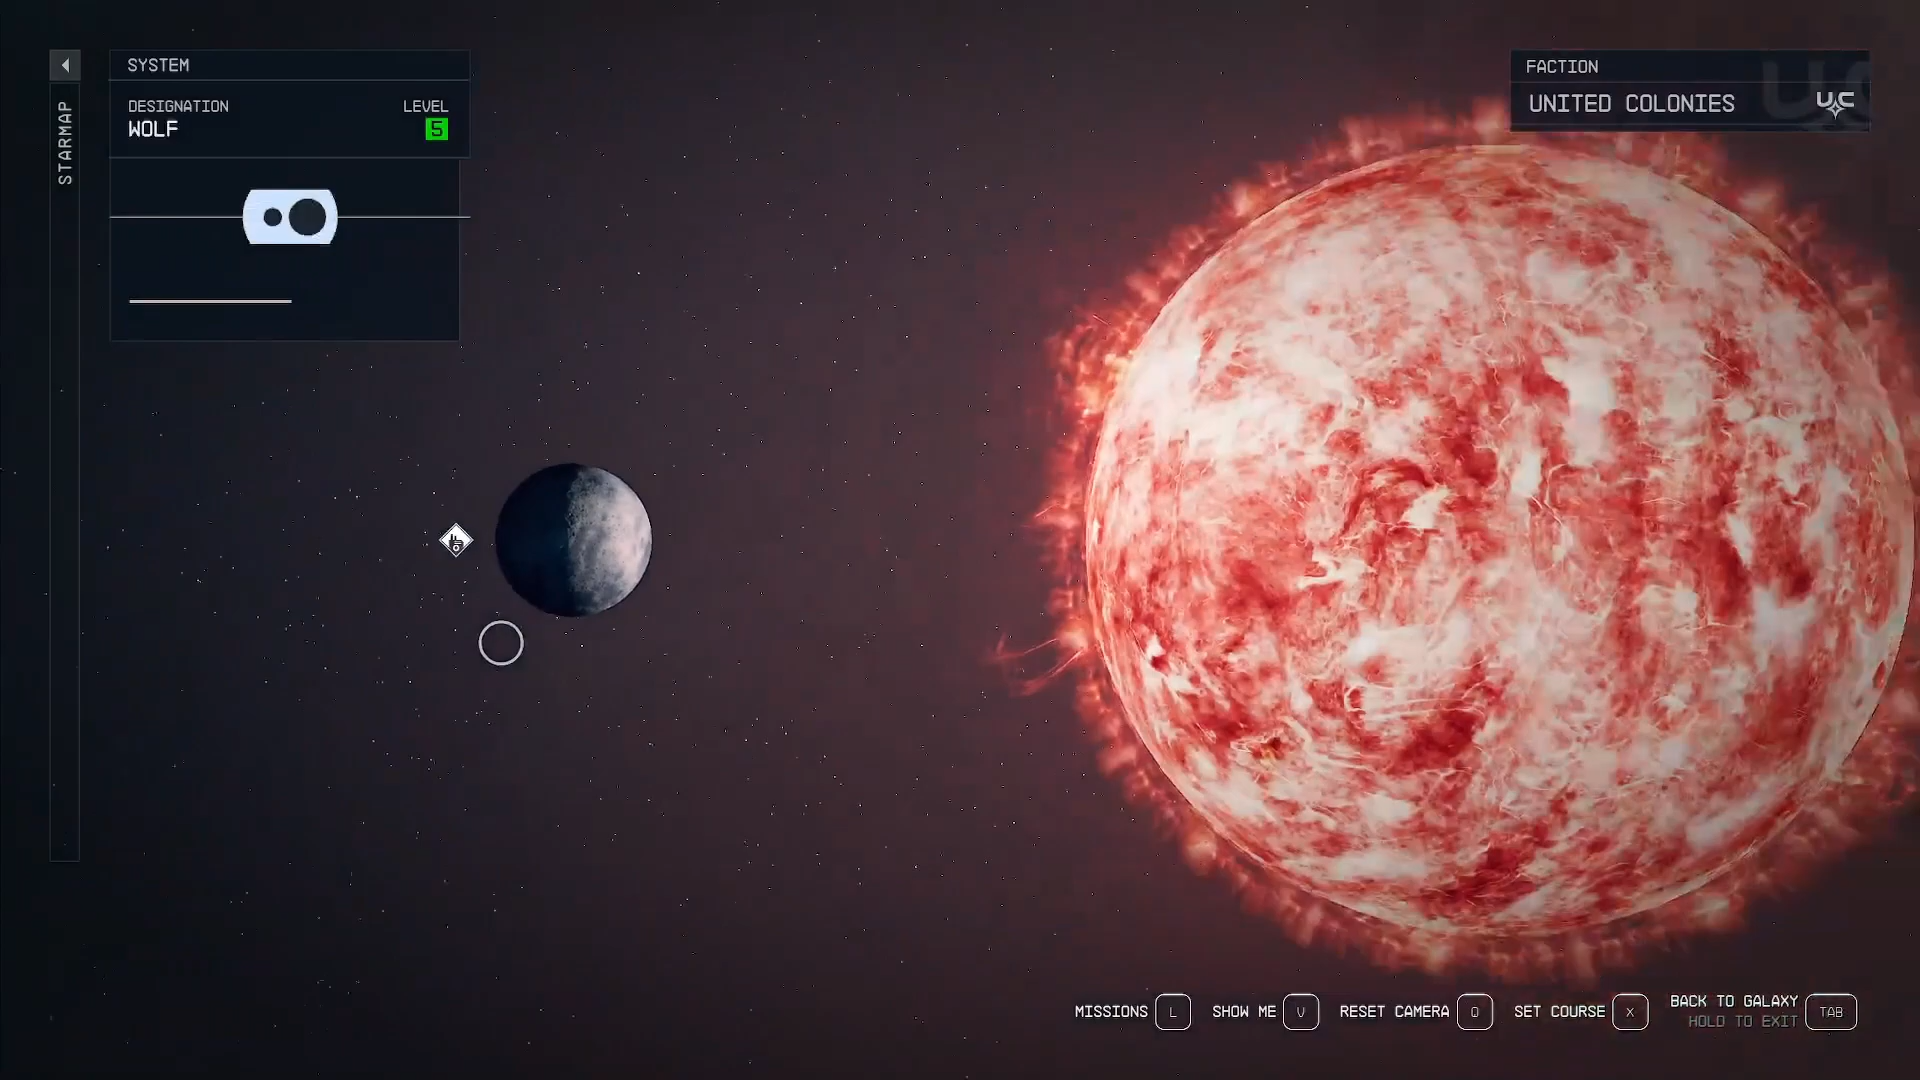 STARMAP
SYSTEM
DESIGNATION LEVEL
WOLF 5
FACTION
UNITED COLONIES UC
MISSIONS L SHOW ME V RESET CAMERA Q SET COURSE X BACK TO GALAXY TAB
HOLD TO EXIT